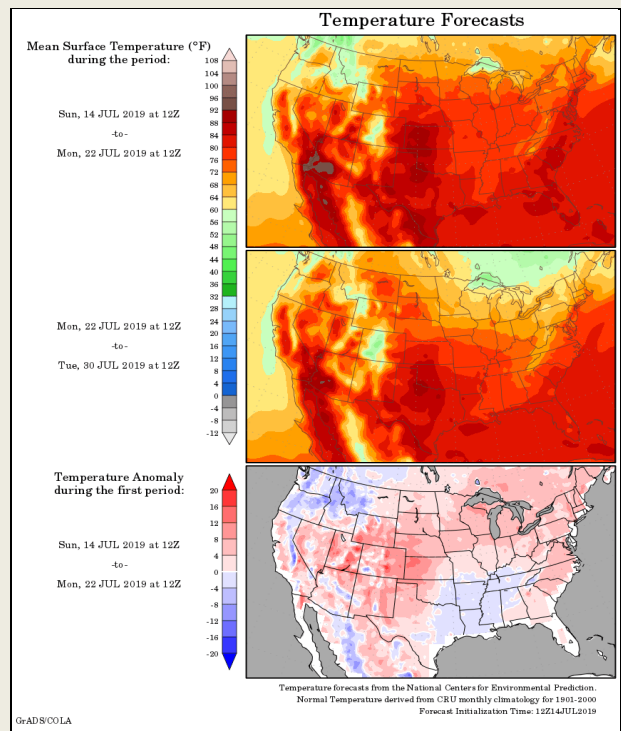 Temperature Forecasts
Mean Surface Temperature (°F)
during the period:
108
104
100
96
92
88
84
80
76
72
68
64
60
56
52
48
44
40
36
32
28
24
20
16
12
8
4
0
-4
-8
-12
Sun, 14 JUL 2019 at 12Z
-to-
Mon, 22 JUL 2019 at 12Z
Mon, 22 JUL 2019 at 12Z
-to-
Tue, 30 JUL 2019 at 12Z
Temperature Anomaly
during the first period:
20
16
12
8
4
0
-4
-8
-12
-16
-20
Sun, 14 JUL 2019 at 12Z
-to-
Mon, 22 JUL 2019 at 12Z
Temperature forecasts from the National Centers for Environmental Prediction.
Normal Temperature derived from CRU monthly climatology for 1901-2000
Forecast Initialization Time: 12Z14JUL2019
GrADS/COLA